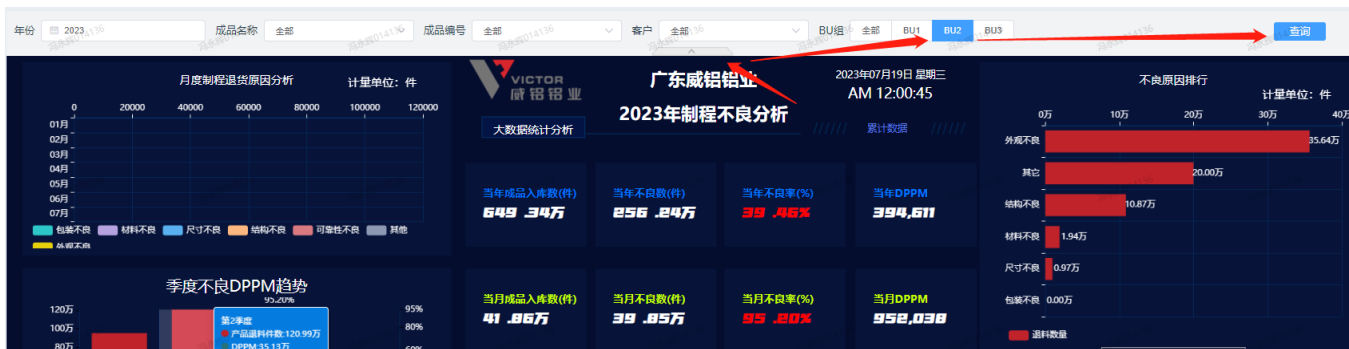 年份 2023 成品名称 全部 成品编号 全部 客户 全部 BU组 全部 BU1 BU2 BU3 查询
月度制程退货原因分析 计量单位：件
0 20000 40000 60000 80000 100000 120000
01月
02月
03月
04月
05月
06月
07月
包装不良 材料不良 尺寸不良 结构不良 可靠性不良 其他
外观不良
季度不良DPPM趋势
95.20%
120万 95%
100万 80%
80万 60%
第2季度
产品退料件数:120.99万
DPPM:35.13万
VICTOR
威铝铝业
大数据统计分析
广东威铝铝业
2023年制程不良分析
2023年07月19日 星期三
AM 12:00:45
////// 累计数据 //////
当年成品入库数(件) 当年不良数(件) 当年不良率(%) 当年DPPM
649 .34万 256 .24万 39 .46% 394,611
当月成品入库数(件) 当月不良数(件) 当月不良率(%) 当月DPPM
41 .86万 39 .85万 95 .20% 952,038
不良原因排行
计量单位：件
0万 10万 20万 30万 40万
外观不良 35.64万
其它 20.00万
结构不良 10.87万
材料不良 1.94万
尺寸不良 0.97万
包装不良 0.00万
退料数量